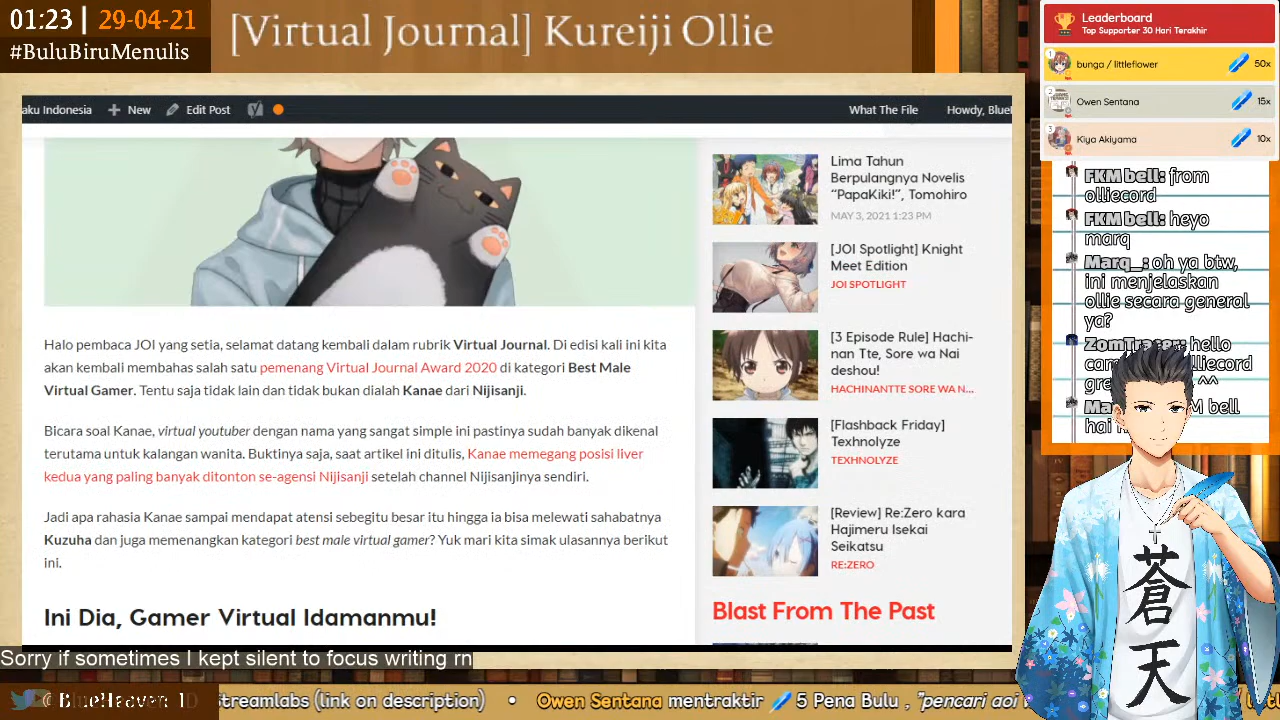 01:23 | 29-04-21
#BuluBiruMenulis
[Virtual Journal] Kureiji Ollie
Leaderboard
Top Supporter 30 Hari Terakhir
1
bunga / littleflower
50x
2
Owen Sentana
15x
3
Kiya Akiyama
10x
aku Indonesia
New
Edit Post
What The File
Howdy, Blue
Halo pembaca JOI yang setia, selamat datang kembali dalam rubrik Virtual Journal. Di edisi kali ini kita
akan kembali membahas salah satu pemenang Virtual Journal Award 2020 di kategori Best Male
Virtual Gamer. Tentu saja tidak lain dan tidak bukan dialah Kanae dari Nijisanji.
Bicara soal Kanae, virtual youtuber dengan nama yang sangat simple ini pastinya sudah banyak dikenal
terutama untuk kalangan wanita. Buktinya saja, saat artikel ini ditulis, Kanae memegang posisi liver
kedua yang paling banyak ditonton se-agensi Nijisanji setelah channel Nijisanjinya sendiri.
Jadi apa rahasia Kanae sampai mendapat atensi sebegitu besar itu hingga ia bisa melewati sahabatnya
Kuzuha dan juga memenangkan kategori best male virtual gamer? Yuk mari kita simak ulasannya berikut
ini.
Ini Dia, Gamer Virtual Idamanmu!
Lima Tahun
Berpulangnya Novelis
“PapaKiki!”, Tomohiro
MAY 3, 2021 1:23 PM
[JOI Spotlight] Knight
Meet Edition
JOI SPOTLIGHT
[3 Episode Rule] Hachi-
nan Tte, Sore wa Nai
deshou!
HACHINANTTE SORE WA N...
[Flashback Friday]
Texhnolyze
TEXHNOLYZE
[Review] Re:Zero kara
Hajimeru Isekai
Seikatsu
RE:ZERO
Blast From The Past
FKM bell: from
olliecord
FKM bell: heyo
marq
Marq_: oh ya btw,
ini menjelaskan
ollie secara general
ya?
ZomTracer: hello
lliecord
gre ^^
Ma M bell
hai
蒼
天
Sorry if sometimes I kept silent to focus writing rn
@BlueHeaven_ID
Streamlabs (link on description) • Owen Sentana mentraktir 5 Pena Bulu , "pencari aoi